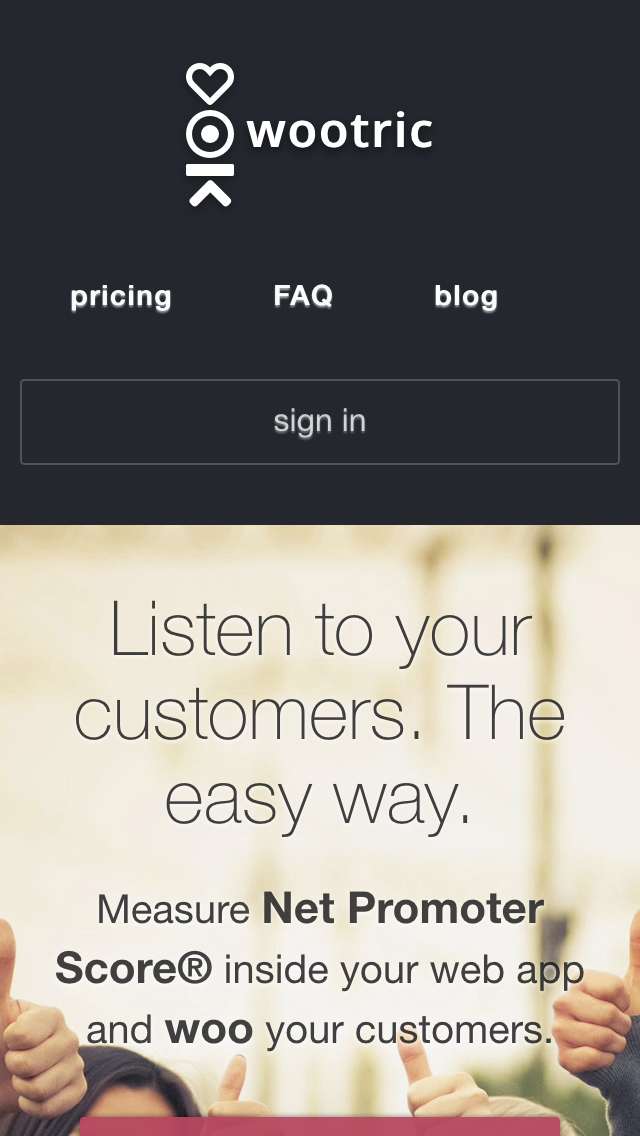 wootric
pricing FAQ blog
sign in
Listen to your
customers. The
easy way.
Measure Net Promoter
Score® inside your web app
and woo your customers.